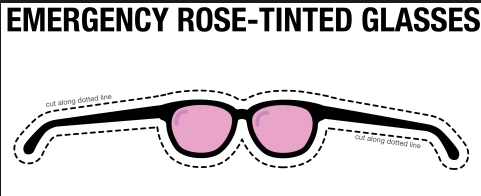 EMERGENCY ROSE-TINTED GLASSES
cut along dotted line
cut along dotted line